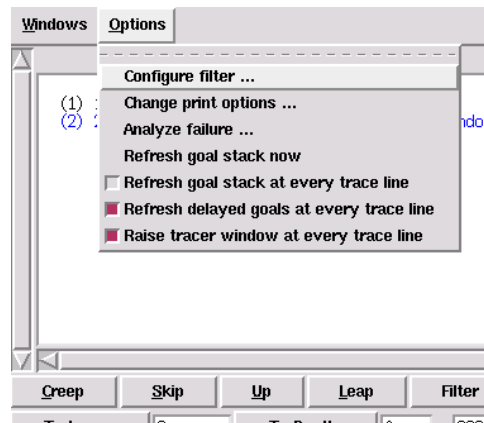 Windows Options
Configure filter ...
(1)
Change print options ...
(2)
Analyze failure ...
Refresh goal stack now
Refresh goal stack at every trace line
Refresh delayed goals at every trace line
Raise tracer window at every trace line
Creep Skip Up Leap Filter